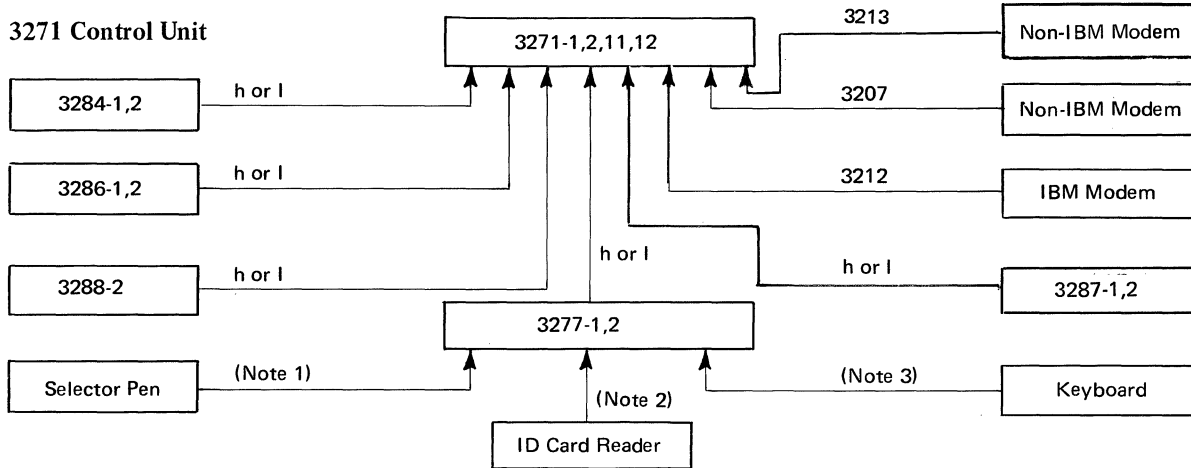 3271 Control Unit
3271-1,2,11,12
3213
Non-IBM Modem
3284-1,2
h or l
3207
Non-IBM Modem
3286-1,2
h or l
3212
IBM Modem
3288-2
h or l
h or l
h or l
3287-1,2
3277-1,2
Selector Pen
(Note 1)
(Note 2)
(Note 3)
Keyboard
ID Card Reader